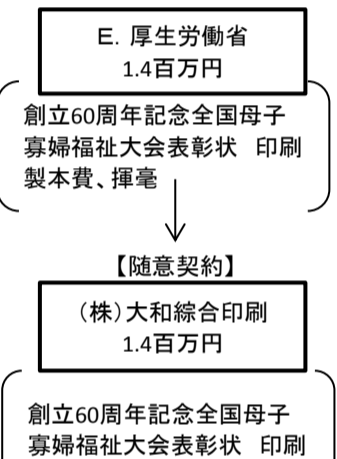 E. 厚生労働省
1.4百万円
創立60周年記念全国母子
寡婦福祉大会表彰状 印刷
製本費、揮毫
【随意契約】
（株）大和綜合印刷
1.4百万円
創立60周年記念全国母子
寡婦福祉大会表彰状 印刷